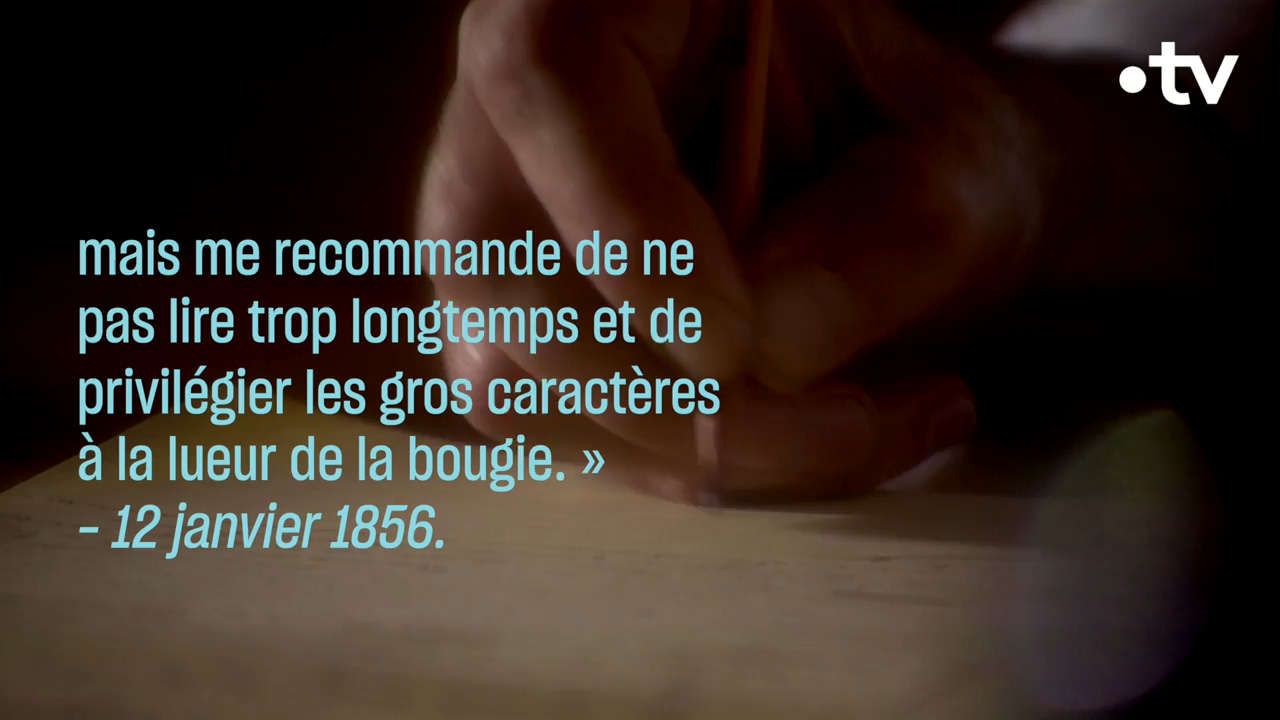 .tv
mais me recommande de ne
pas lire trop longtemps et de
privilégier les gros caractères
à la lueur de la bougie. »
- 12 janvier 1856.